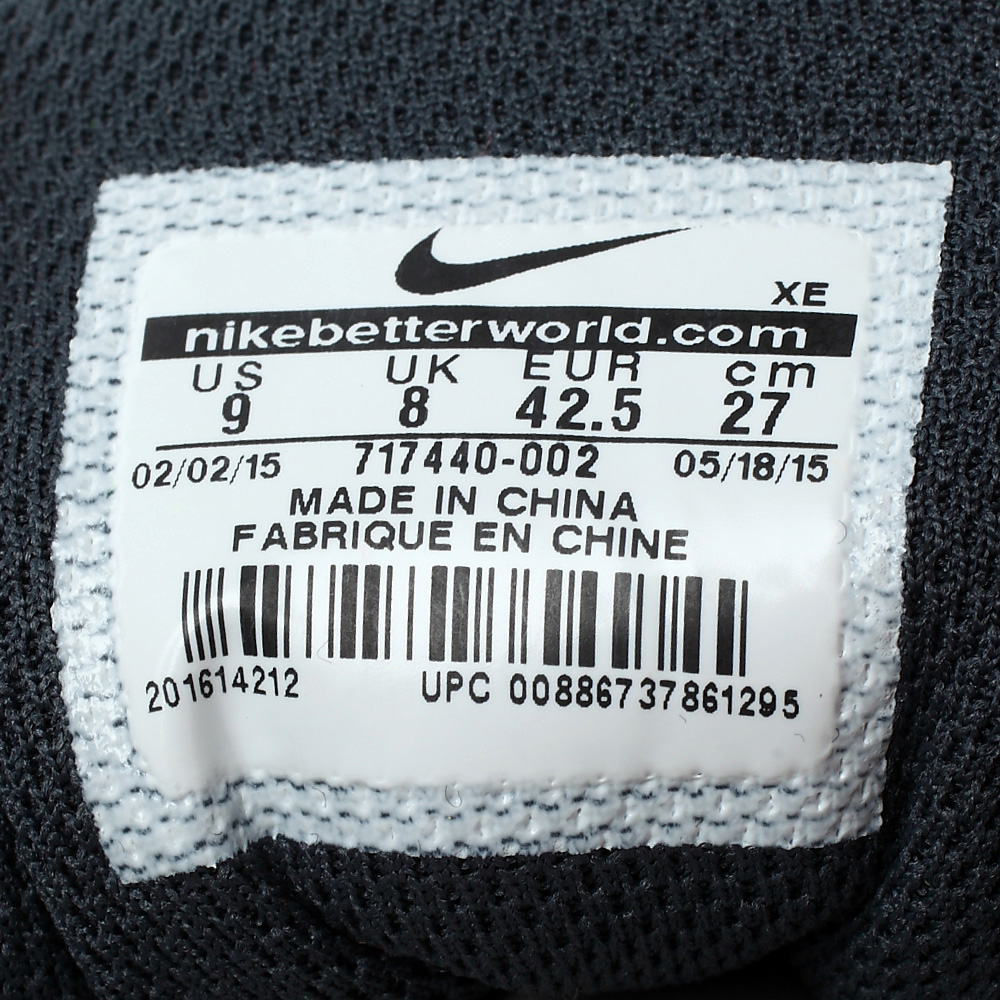 XE
nikebetterworld.com
US UK EUR cm
9 8 42.5 27
02/02/15 717440-002 05/18/15
MADE IN CHINA
FABRIQUE EN CHINE
201614212 UPC 00886737861295